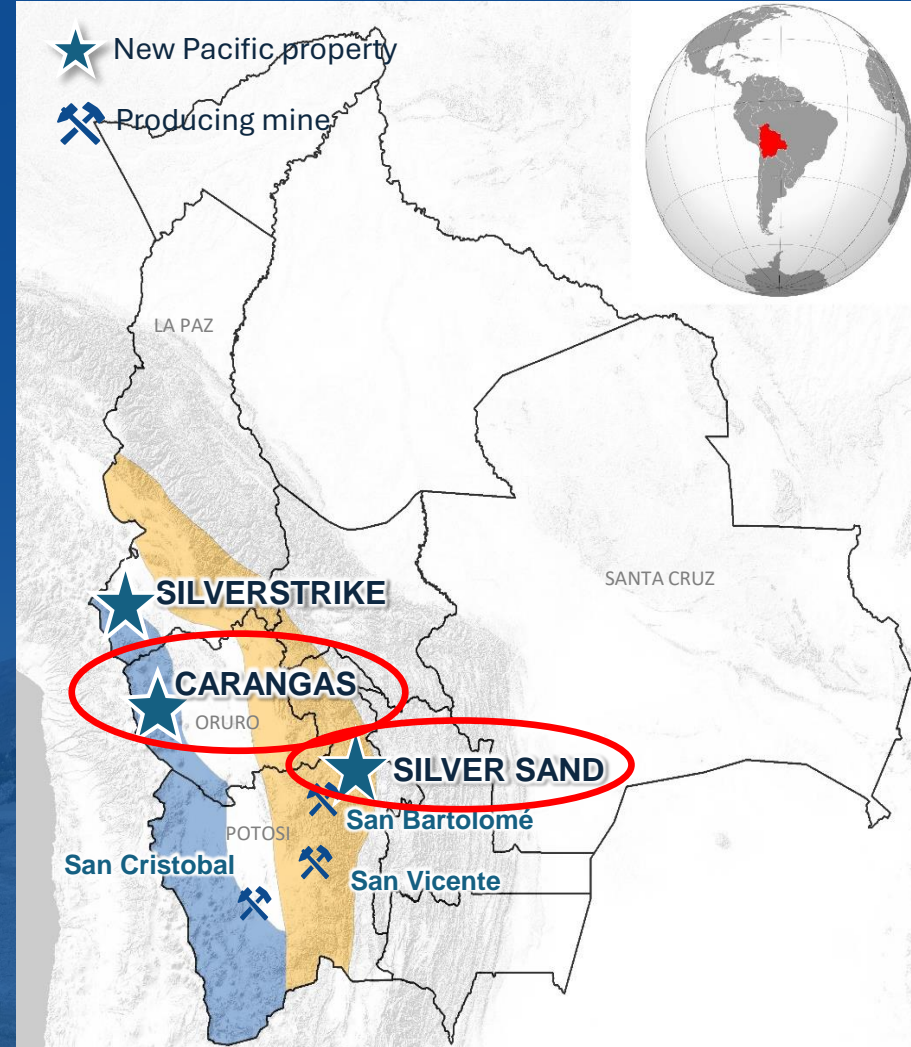 New Pacific property
Producing mine
LA PAZ
SANTA CRUZ
SILVERSTRIKE
CARANGAS
ORURO
SILVER SAND
San Bartolomé
POTOSI
San Cristobal
San Vicente